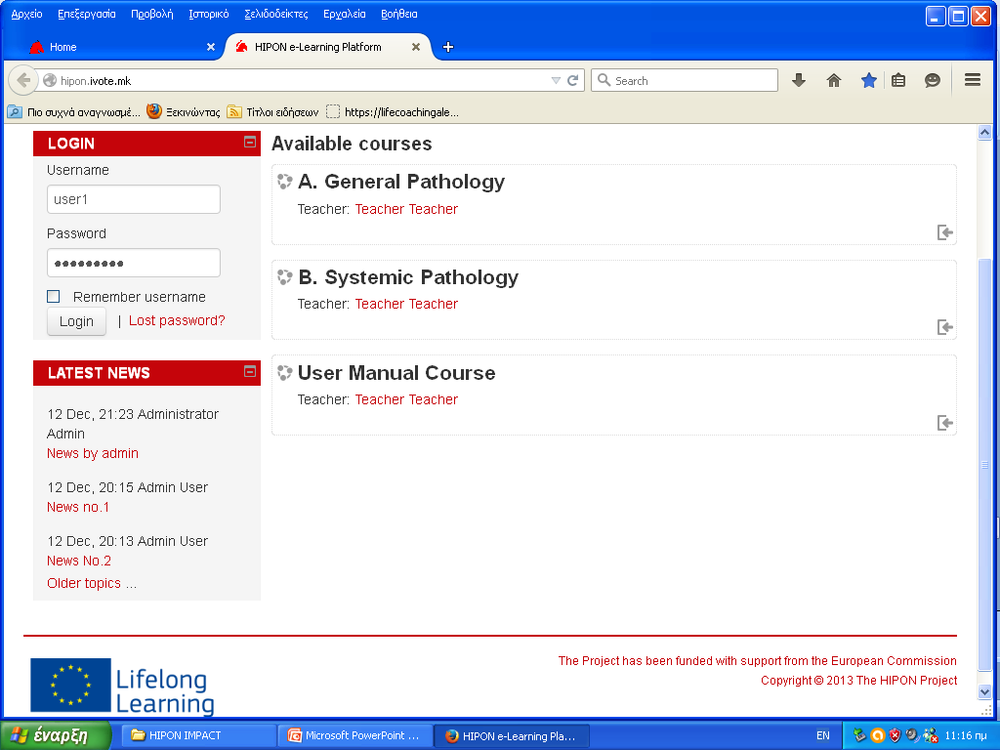 Αρχείο Επεξεργασία Προβολή Ιστορικό Σελιδοδείκτες Εργαλεία Βοήθεια
Home
HIPON e-Learning Platform
hipon.ivote.mk
Search
Πιο συχνά αναγνωσμέ... Ξεκινώντας Τίτλοι ειδήσεων https://lifecoachingale...
LOGIN
Username
user1
Password
•••••••••
Remember username
Login | Lost password?
LATEST NEWS
12 Dec, 21:23 Administrator
Admin
News by admin
12 Dec, 20:15 Admin User
News no.1
12 Dec, 20:13 Admin User
News No.2
Older topics ...
Available courses
A. General Pathology
Teacher: Teacher Teacher
B. Systemic Pathology
Teacher: Teacher Teacher
User Manual Course
Teacher: Teacher Teacher
Lifelong
Learning
The Project has been funded with support from the European Commission
Copyright © 2013 The HIPON Project
έναρξη HIPON IMPACT Microsoft PowerPoint ... HIPON e-Learning Pla... EN 11:16 πμ